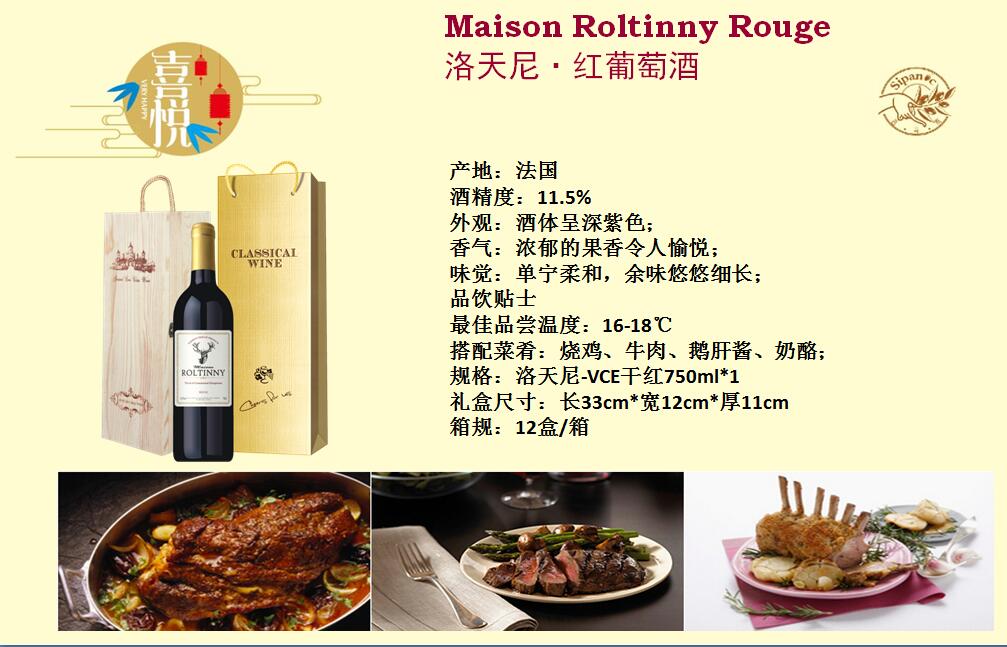 Maison Roltinny Rouge
洛天尼·红葡萄酒
喜悦
VERY HAPPY
Sipanoc
产地：法国
酒精度：11.5%
外观：酒体呈深紫色；
香气：浓郁的果香令人愉悦；
味觉：单宁柔和，余味悠悠细长；
品饮贴士
最佳品尝温度：16-18℃
搭配菜肴：烧鸡、牛肉、鹅肝酱、奶酪；
规格：洛天尼-VCE干红750ml*1
礼盒尺寸：长33cm*宽12cm*厚11cm
箱规：12盒/箱
CLASSICAL
WINE
Maison
ROLTINNY